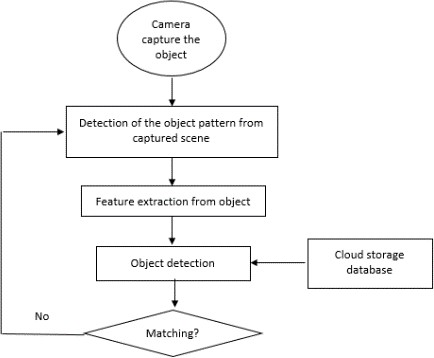 Camera
capture the
object
Detection of the object pattern from
captured scene
Feature extraction from object
Object detection
Cloud storage
database
No
Matching?